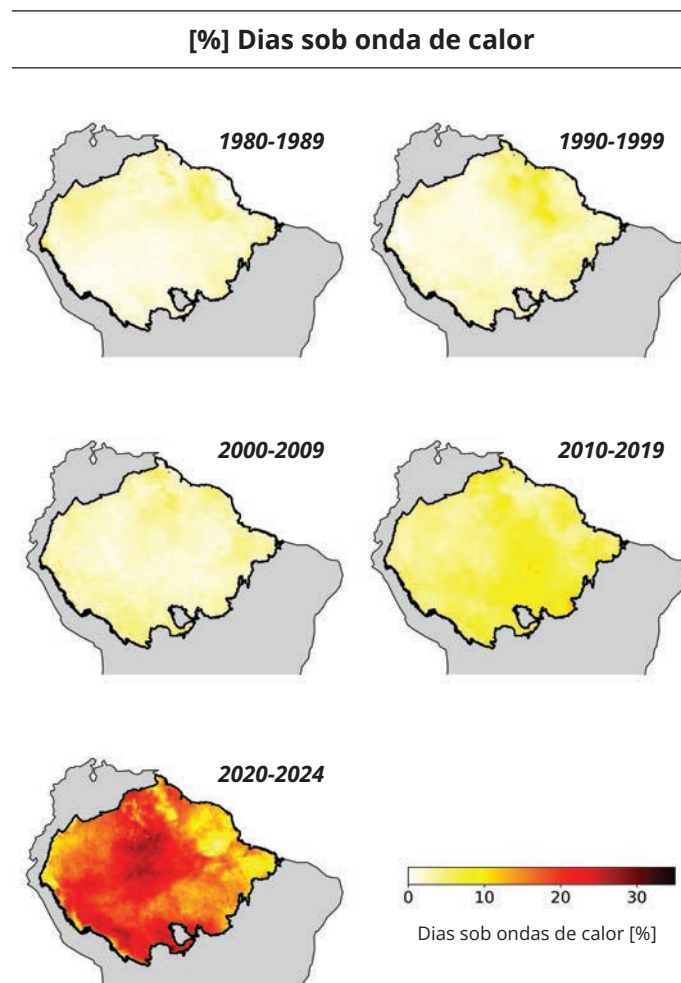 [%] Dias sob onda de calor
1980-1989
1990-1999
2000-2009
2010-2019
2020-2024
0 10 20 30
Dias sob ondas de calor [%]